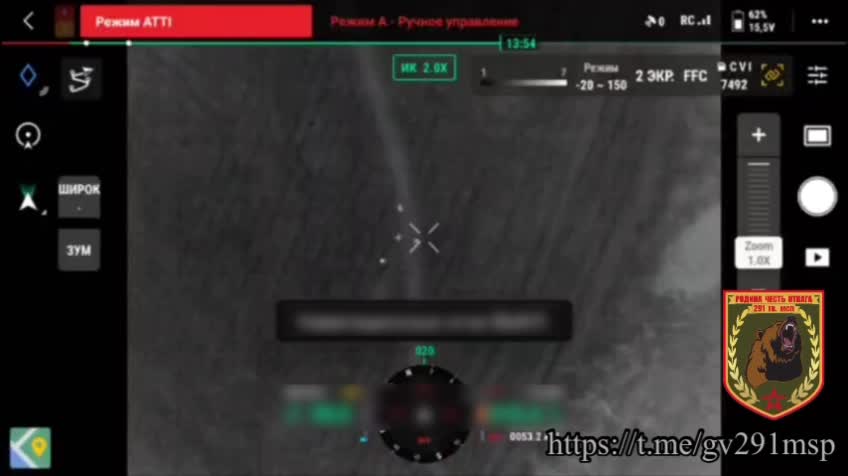 Режим ATTI
Режим A - Ручное управление
0
RC
62%
15,5V
13:54
ИК 2.0X
1
7
Режим
-20 ~ 150
2 ЭКР.
FFC
CVI
7492
ШИРОК
.
ЗУМ
Zoom
1.0X
020
0053.2
РОДИНА ЧЕСТЬ ОТВАГА
291 ГВ. МСП
https://t.me/gv291msp